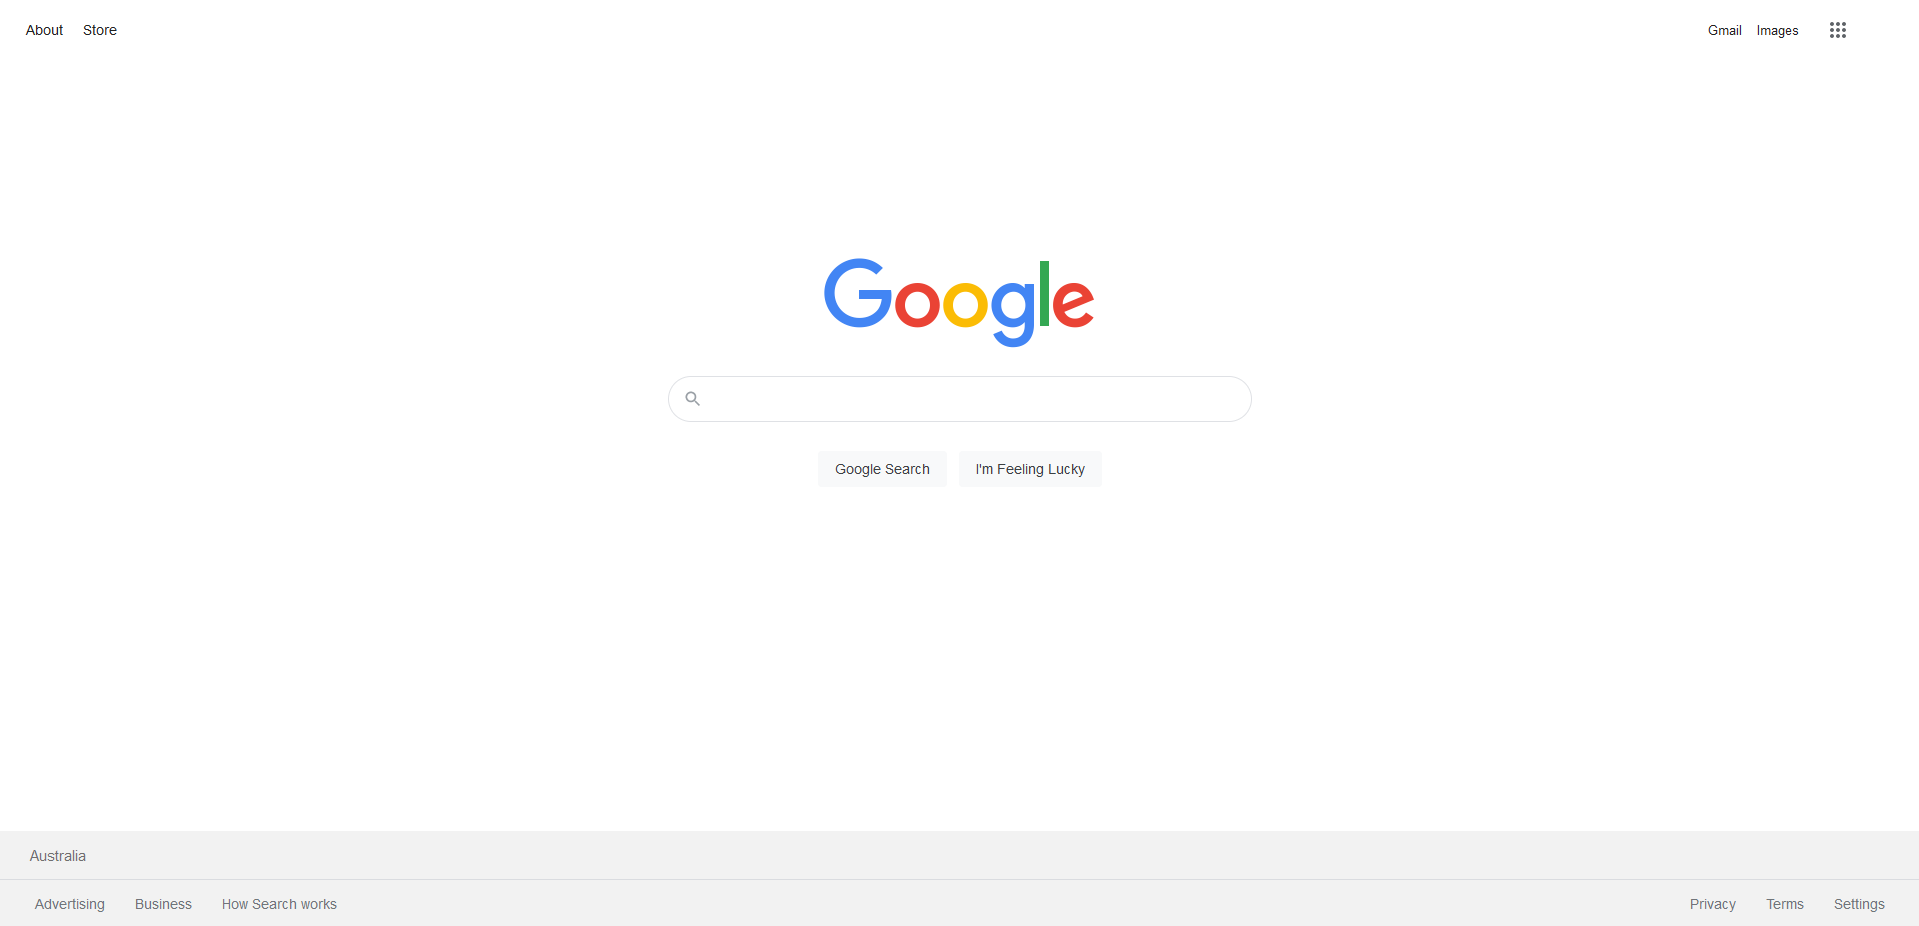 About Store Gmail Images
Google
Google Search I'm Feeling Lucky
Australia
Advertising Business How Search works Privacy Terms Settings